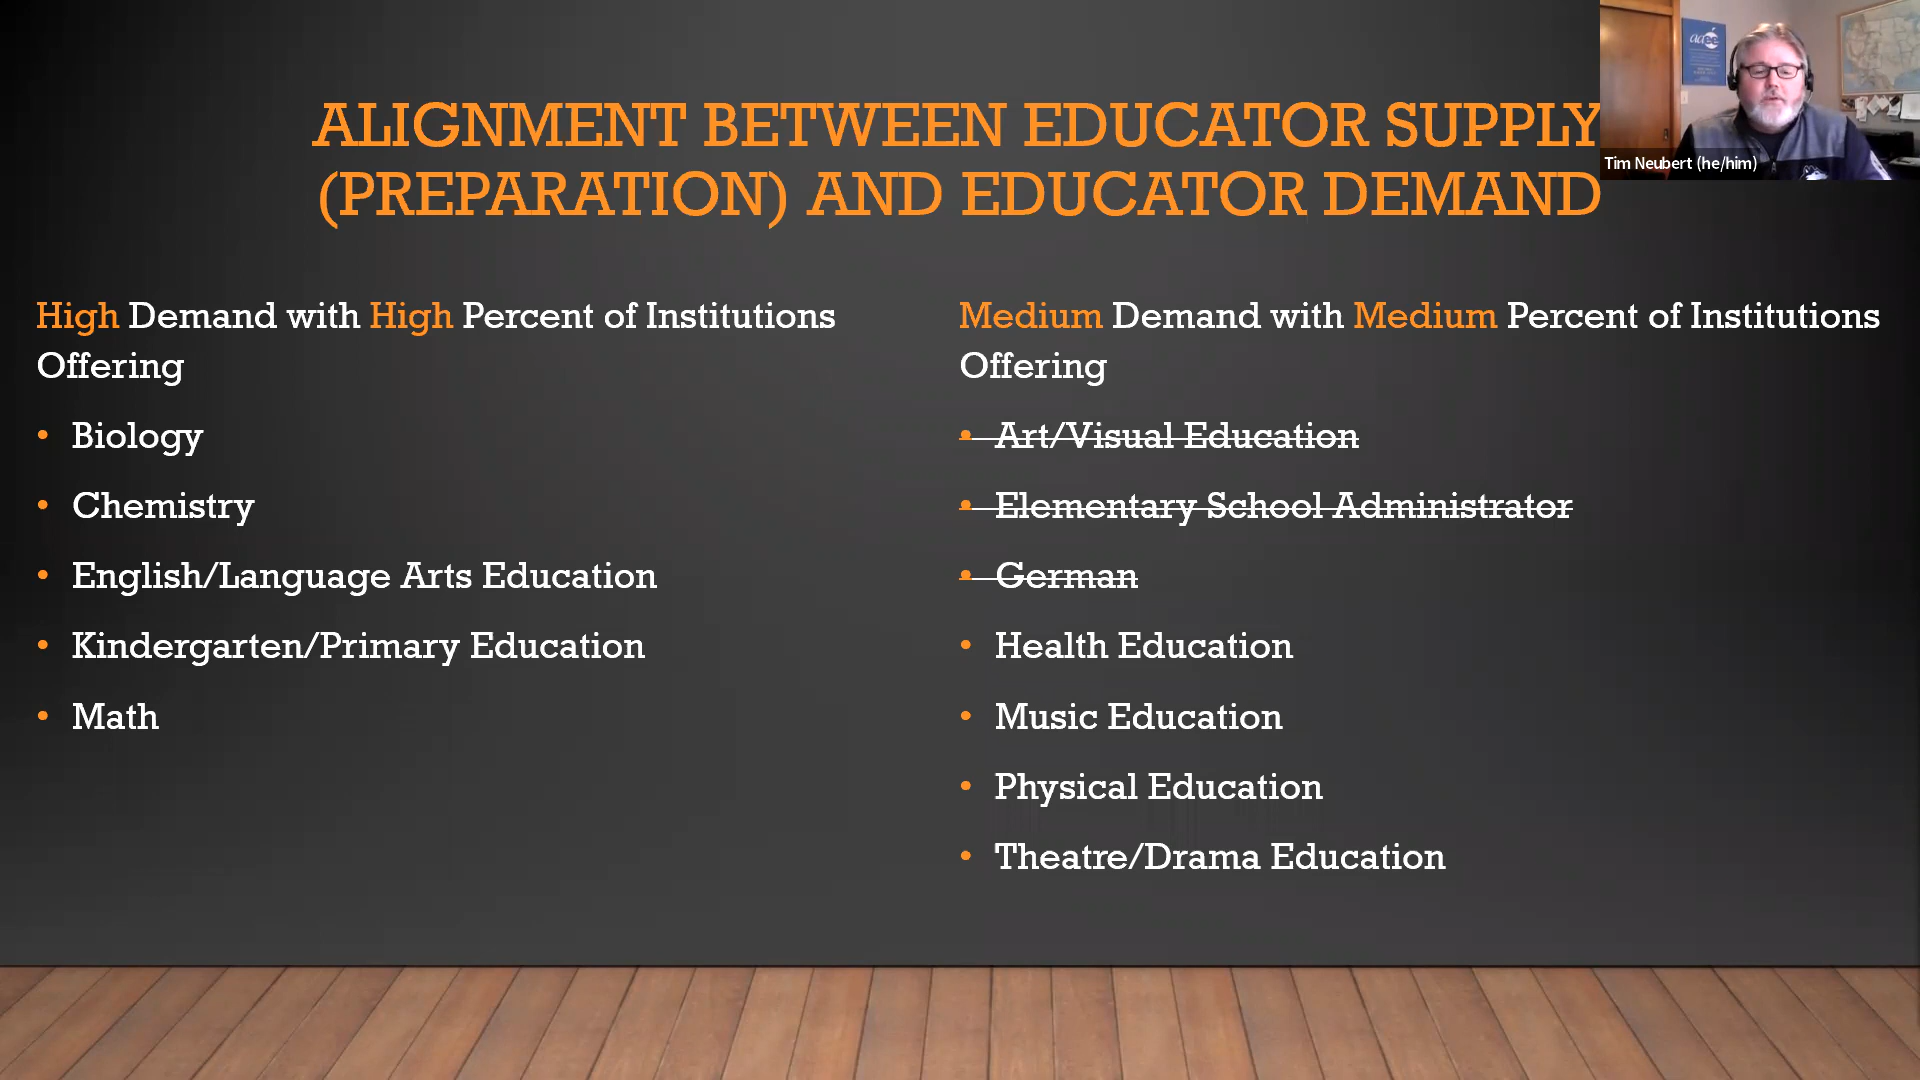 ALIGNMENT BETWEEN EDUCATOR SUPPLY
(PREPARATION) AND EDUCATOR DEMAND
Tim Neubert (he/him)
High Demand with High Percent of Institutions
Offering
• Biology
• Chemistry
• English/Language Arts Education
• Kindergarten/Primary Education
• Math
Medium Demand with Medium Percent of Institutions
Offering
• Art/Visual Education
• Elementary School Administrator
• German
• Health Education
• Music Education
• Physical Education
• Theatre/Drama Education
aaee